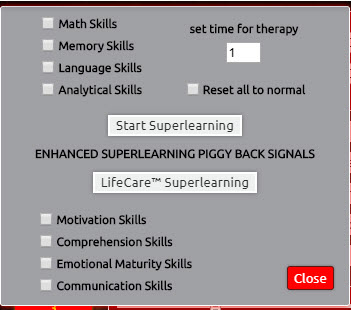 Math Skills
set time for therapy
Memory Skills
1
Language Skills
Analytical Skills
Reset all to normal
Start Superlearning
ENHANCED SUPERLEARNING PIGGY BACK SIGNALS
LifeCare™ Superlearning
Motivation Skills
Comprehension Skills
Emotional Maturity Skills
Close
Communication Skills